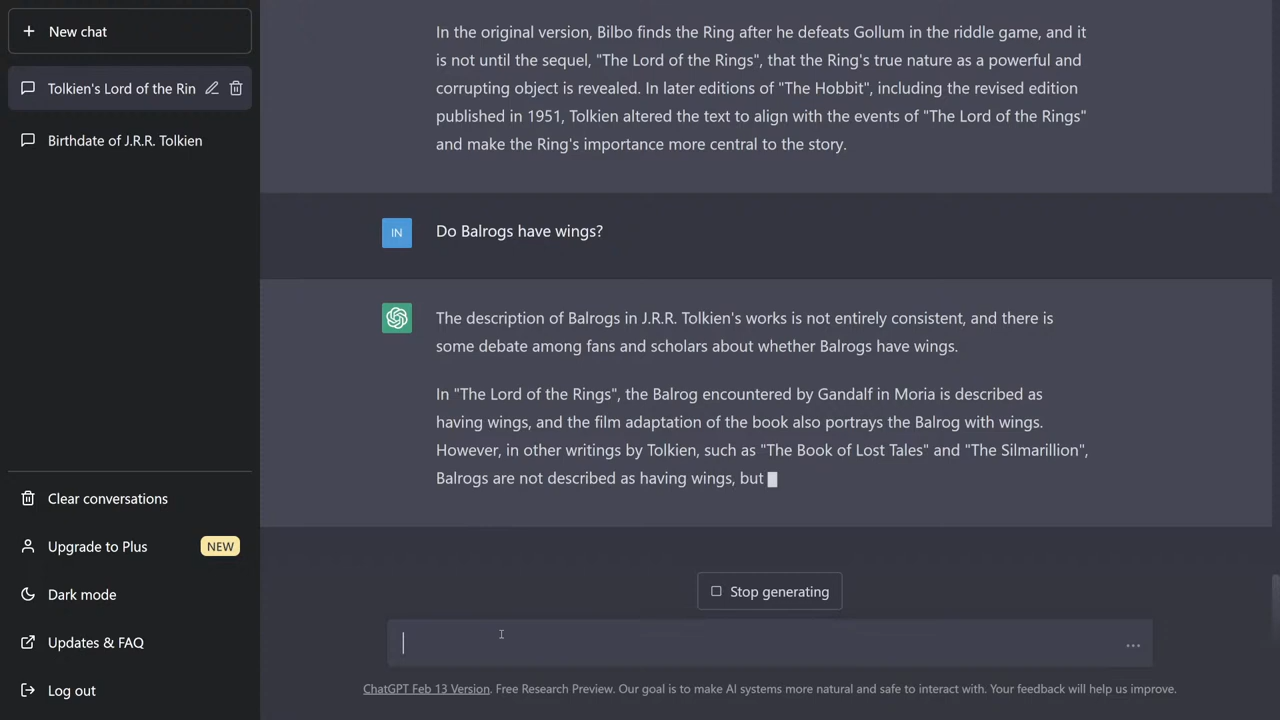 New chat
Tolkien's Lord of the Rin
Birthdate of J.R.R. Tolkien
Clear conversations
Upgrade to Plus NEW
Dark mode
Updates & FAQ
Log out
In the original version, Bilbo finds the Ring after he defeats Gollum in the riddle game, and it
is not until the sequel, "The Lord of the Rings", that the Ring's true nature as a powerful and
corrupting object is revealed. In later editions of "The Hobbit", including the revised edition
published in 1951, Tolkien altered the text to align with the events of "The Lord of the Rings"
and make the Ring's importance more central to the story.
IN Do Balrogs have wings?
The description of Balrogs in J.R.R. Tolkien's works is not entirely consistent, and there is
some debate among fans and scholars about whether Balrogs have wings.
In "The Lord of the Rings", the Balrog encountered by Gandalf in Moria is described as
having wings, and the film adaptation of the book also portrays the Balrog with wings.
However, in other writings by Tolkien, such as "The Book of Lost Tales" and "The Silmarillion",
Balrogs are not described as having wings, but
Stop generating
ChatGPT Feb 13 Version. Free Research Preview. Our goal is to make AI systems more natural and safe to interact with. Your feedback will help us improve.